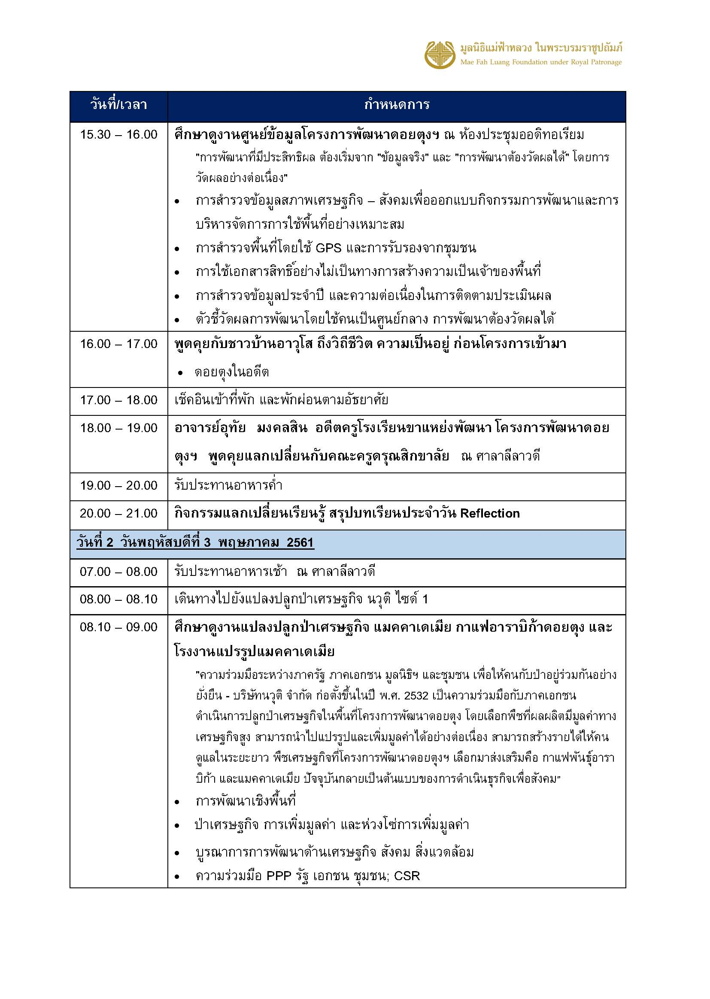 มูลนิธิแม่ฟ้าหลวง ในพระบรมราชูปถัมภ์
Mae Fah Luang Foundation under Royal Patronage
วันที่/เวลา กำหนดการ
15.30 – 16.00 ศึกษาดูงานศูนย์ข้อมูลโครงการพัฒนาดอยตุงฯ ณ ห้องประชุมออดิทอเรียม
"การพัฒนาที่มีประสิทธิผล ต้องเริ่มจาก "ข้อมูลจริง" และ "การพัฒนาต้องวัดผลได้" โดยการ
วัดผลอย่างต่อเนื่อง"
• การสำรวจข้อมูลสภาพเศรษฐกิจ – สังคมเพื่อออกแบบกิจกรรมการพัฒนาและการ
บริหารจัดการการใช้พื้นที่อย่างเหมาะสม
• การสำรวจพื้นที่โดยใช้ GPS และการรับรองจากชุมชน
• การใช้เอกสารสิทธิ์อย่างไม่เป็นทางการสร้างความเป็นเจ้าของพื้นที่
• การสำรวจข้อมูลประจำปี และความต่อเนื่องในการติดตามประเมินผล
• ตัวชี้วัดผลการพัฒนาโดยใช้คนเป็นศูนย์กลาง การพัฒนาต้องวัดผลได้
16.00 – 17.00 พูดคุยกับชาวบ้านอาวุโส ถึงวิถีชีวิต ความเป็นอยู่ ก่อนโครงการเข้ามา
• ดอยตุงในอดีต
17.00 – 18.00 เช็คอินเข้าที่พัก และพักผ่อนตามอัธยาศัย
18.00 – 19.00 อาจารย์อุทัย มงคลสิน อดีตครูโรงเรียนขาแหย่งพัฒนา โครงการพัฒนาดอย
ตุงฯ พูดคุยแลกเปลี่ยนกับคณะครูดรุณสิกขาลัย ณ ศาลาลีลาวดี
19.00 – 20.00 รับประทานอาหารค่ำ
20.00 – 21.00 กิจกรรมแลกเปลี่ยนเรียนรู้ สรุปบทเรียนประจำวัน Reflection
วันที่ 2 วันพฤหัสบดีที่ 3 พฤษภาคม 2561
07.00 – 08.00 รับประทานอาหารเช้า ณ ศาลาลีลาวดี
08.00 – 08.10 เดินทางไปยังแปลงปลูกป่าเศรษฐกิจ นวุติ ไซด์ 1
08.10 – 09.00 ศึกษาดูงานแปลงปลูกป่าเศรษฐกิจ แมคคาเดเมีย กาแฟอาราบิก้าดอยตุง และ
โรงงานแปรรูปแมคคาเดเมีย
"ความร่วมมือระหว่างภาครัฐ ภาคเอกชน มูลนิธิฯ และชุมชน เพื่อให้คนกับป่าอยู่ร่วมกันอย่าง
ยั่งยืน - บริษัทนวุติ จำกัด ก่อตั้งขึ้นในปี พ.ศ. 2532 เป็นความร่วมมือกับภาคเอกชน
ดำเนินการปลูกป่าเศรษฐกิจในพื้นที่โครงการพัฒนาดอยตุง โดยเลือกพืชที่ผลผลิตมีมูลค่าทาง
เศรษฐกิจสูง สามารถนำไปแปรรูปและเพิ่มมูลค่าได้อย่างต่อเนื่อง สามารถสร้างรายได้ให้คน
ดูแลในระยะยาว พืชเศรษฐกิจที่โครงการพัฒนาดอยตุงฯ เลือกมาส่งเสริมคือ กาแฟพันธุ์อารา
บิก้า และแมคคาเดเมีย ปัจจุบันกลายเป็นต้นแบบของการดำเนินธุรกิจเพื่อสังคม"
• การพัฒนาเชิงพื้นที่
• ป่าเศรษฐกิจ การเพิ่มมูลค่า และห่วงโซ่การเพิ่มมูลค่า
• บูรณาการการพัฒนาด้านเศรษฐกิจ สังคม สิ่งแวดล้อม
• ความร่วมมือ PPP รัฐ เอกชน ชุมชน; CSR